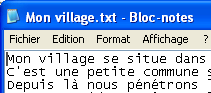 Mon village.txt - Bloc-notes
Fichier Edition Format Affichage ?
Mon village se situe dans
C'est une petite commune s
Depuis là nous pénétrons